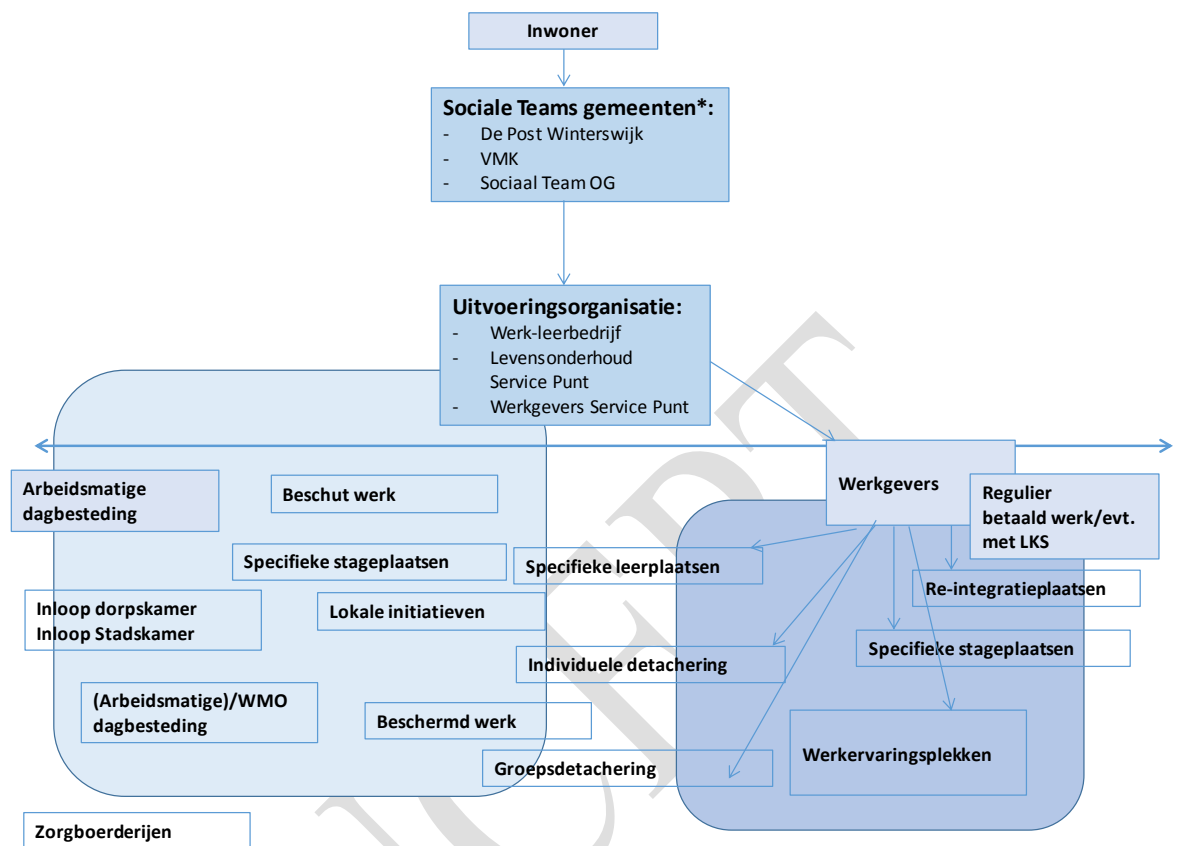 Inwoner
Sociale Teams gemeenten*:
- De Post Winterswijk
- VMK
- Sociaal Team OG
Uitvoeringsorganisatie:
- Werk-leerbedrijf
- Levensonderhoud
Service Punt
- Werkgevers Service Punt
Arbeidsmatige
dagbesteding
Beschut werk
Werkgevers
Regulier
betaald werk/evt.
met LKS
Specifieke stageplaatsen
Specifieke leerplaatsen
Re-integratieplaatsen
Inloop dorpskamer
Inloop Stadskamer
Lokale initiatieven
Specifieke stageplaatsen
Individuele detachering
(Arbeidsmatige)/WMO
dagbesteding
Beschermd werk
Werkervaringsplekken
Groepsdetachering
Zorgboerderijen